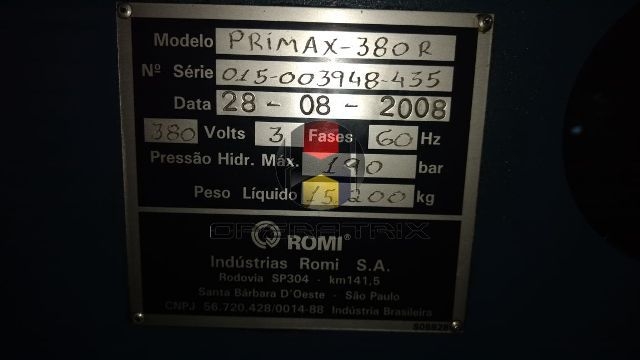 Modelo PRIMAX-380R
Nº Série 015-003948-435
Data 28 - 08 - 2008
380 Volts 3 Fases 60 Hz
Pressão Hidr. Máx. 190 bar
Peso Líquido 15.200 kg
OPERATRIX
ROMI®
Indústrias Romi S.A.
Rodovia SP304 - km141,5
Santa Bárbara D'Oeste - São Paulo
CNPJ 56.720.428/0014-88 Indústria Brasileira